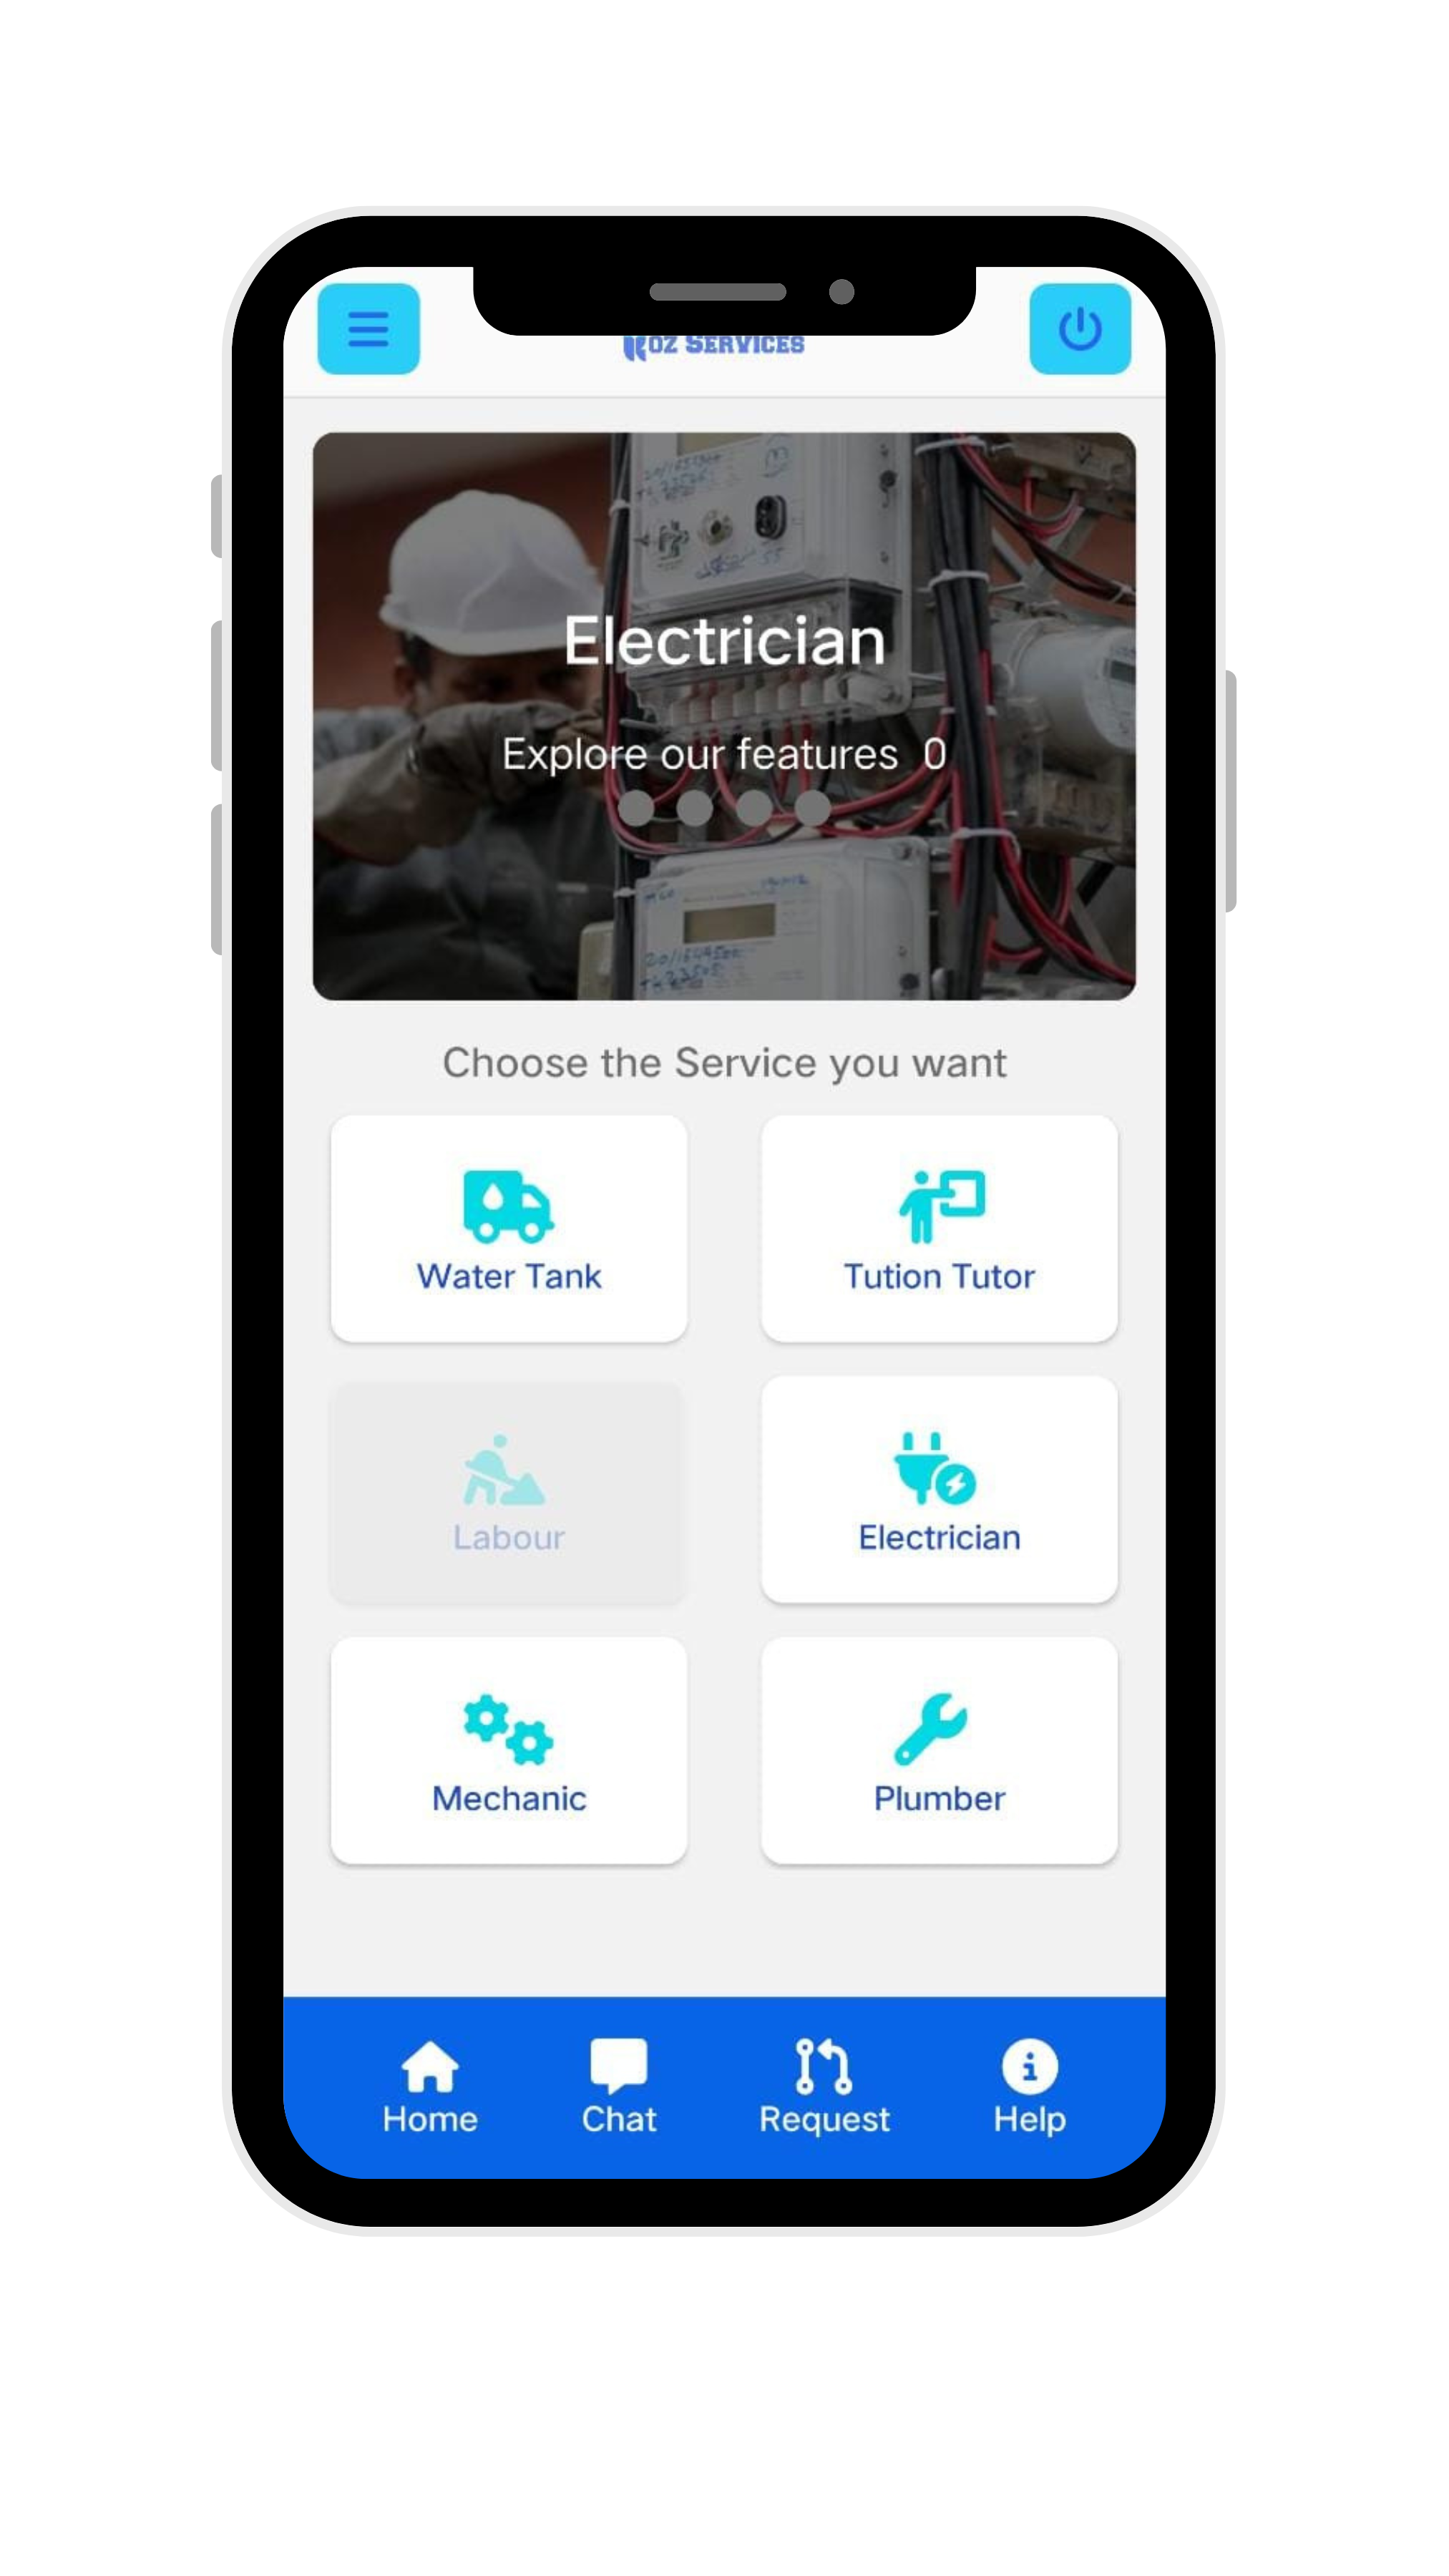 ROZ SERVICES
Electrician
Explore our features 0
Choose the Service you want
Water Tank
Tution Tutor
Labour
Electrician
Mechanic
Plumber
Home
Chat
Request
Help